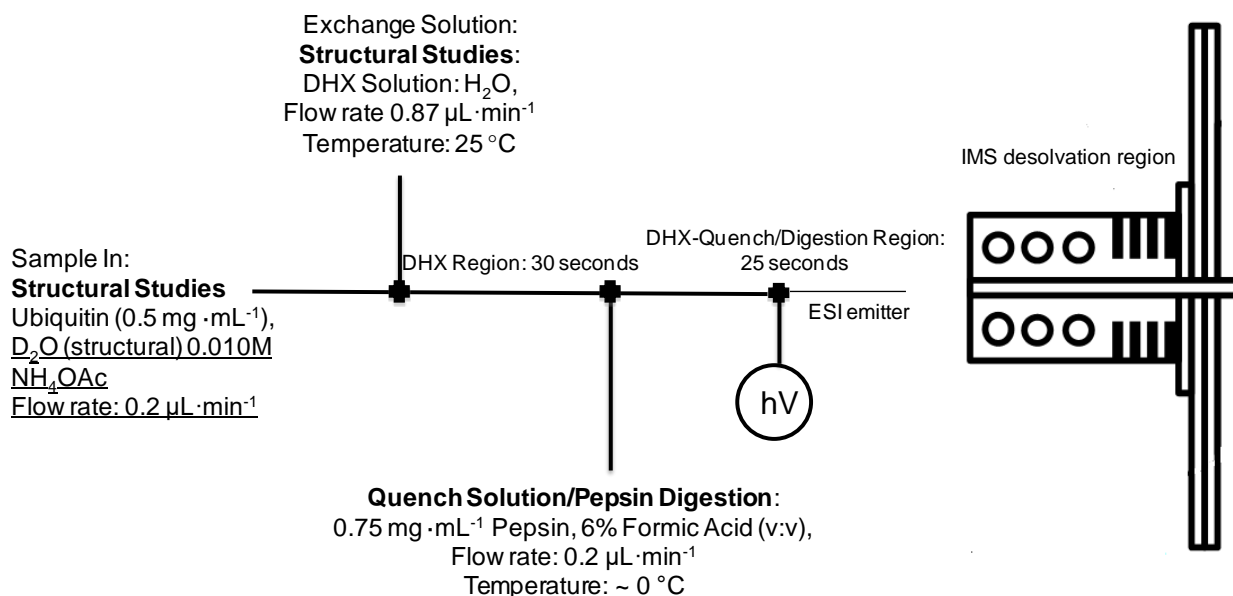 Exchange Solution:
Structural Studies:
DHX Solution: H₂O,
Flow rate 0.87 µL·min⁻¹
Temperature: 25 °C
IMS desolvation region
Sample In:
Structural Studies
Ubiquitin (0.5 mg ·mL⁻¹),
D₂O (structural) 0.010M
NH₄OAc
Flow rate: 0.2 µL·min⁻¹
DHX Region: 30 seconds
DHX-Quench/Digestion Region:
25 seconds
ESI emitter
hV
Quench Solution/Pepsin Digestion:
0.75 mg ·mL⁻¹ Pepsin, 6% Formic Acid (v:v),
Flow rate: 0.2 µL·min⁻¹
Temperature: ~ 0 °C